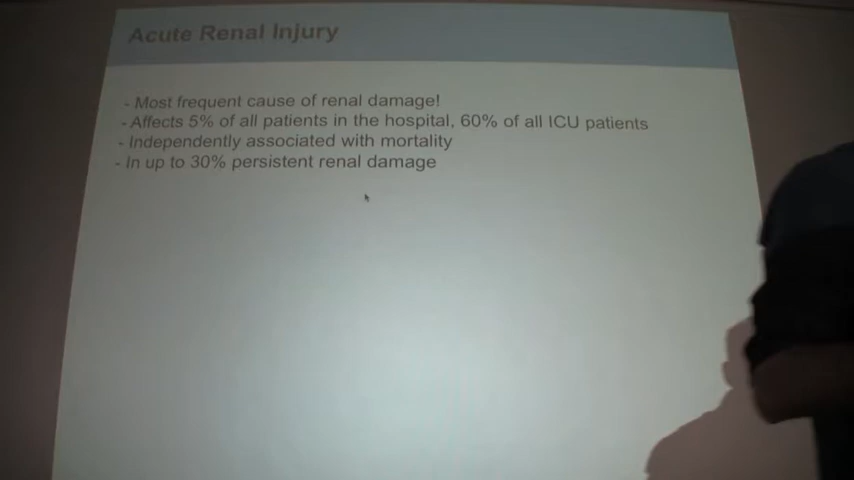 Acute Renal Injury
- Most frequent cause of renal damage!
- Affects 5% of all patients in the hospital, 60% of all ICU patients
- Independently associated with mortality
- In up to 30% persistent renal damage